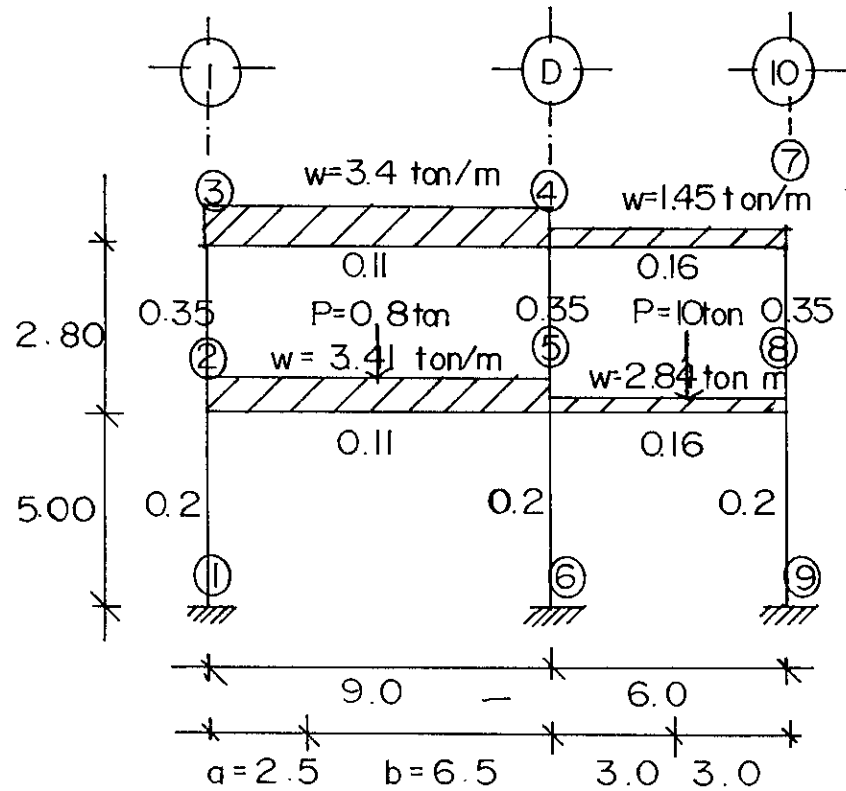 I D 10
7
3 w=3.4 ton/m 4 w=1.45 ton/m
0.11 0.16
2.80 0.35 P=0.8 ton 0.35 P=10ton 0.35
2 w= 3.41 ton/m 5 w=2.84 ton m 8
0.11 0.16
5.00 0.2 0.2 0.2
1 6 9
9.0 6.0
a=2.5 b=6.5 3.0 3.0